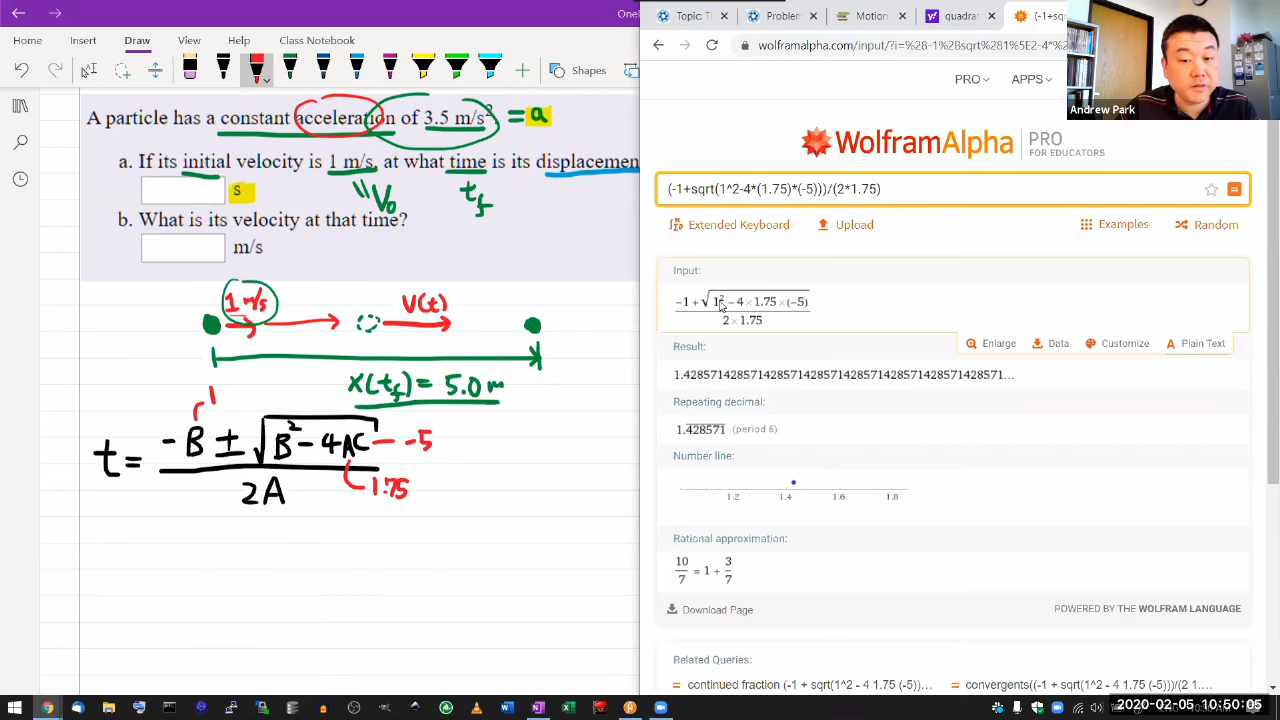 Onel
Home
Insert
Draw
View
Class Notebook
Shapes
A particle has a constant acceleration of 3.5 m/s². = a
a. If its initial velocity is 1 m/s, at what time is its displacemen
s
" V₀
t_f
b. What is its velocity at that time?
m/s
1 m/s
V(t)
X(t_f) = 5.0 m
1
t = -B ± √B² - 4AC / 2A
-5
1.75
Topic T
Problem
Motion
quadrat
(-1+sq
wolframalpha.com/input/?i=%28-1%2Bsqrt%281%5E2-4%
Andrew Park
PRO
APPS
WolframAlpha PRO
FOR EDUCATORS
(-1+sqrt(1^2-4*(1.75)*(-5)))/(2*1.75)
Extended Keyboard
Upload
Examples
Random
Input:
-1 + √1² - 4 × 1.75 × (-5)
2 × 1.75
Enlarge
Data
Customize
A Plain Text
Result:
1.428571428571428571428571428571428571428571...
Repeating decimal:
1.428571 (period 6)
Number line:
1.2 1.4 1.6 1.8
Rational approximation:
10/7 = 1 + 3/7
Download Page
POWERED BY THE WOLFRAM LANGUAGE
Related Queries:
= continued fraction (-1 + sqrt(1^2 - 4 1.75 (-5))...
= convergents((-1 + sqrt(1^2 - 4 1.75 (-5))/(2 1....
2020-02-05 10:50:05